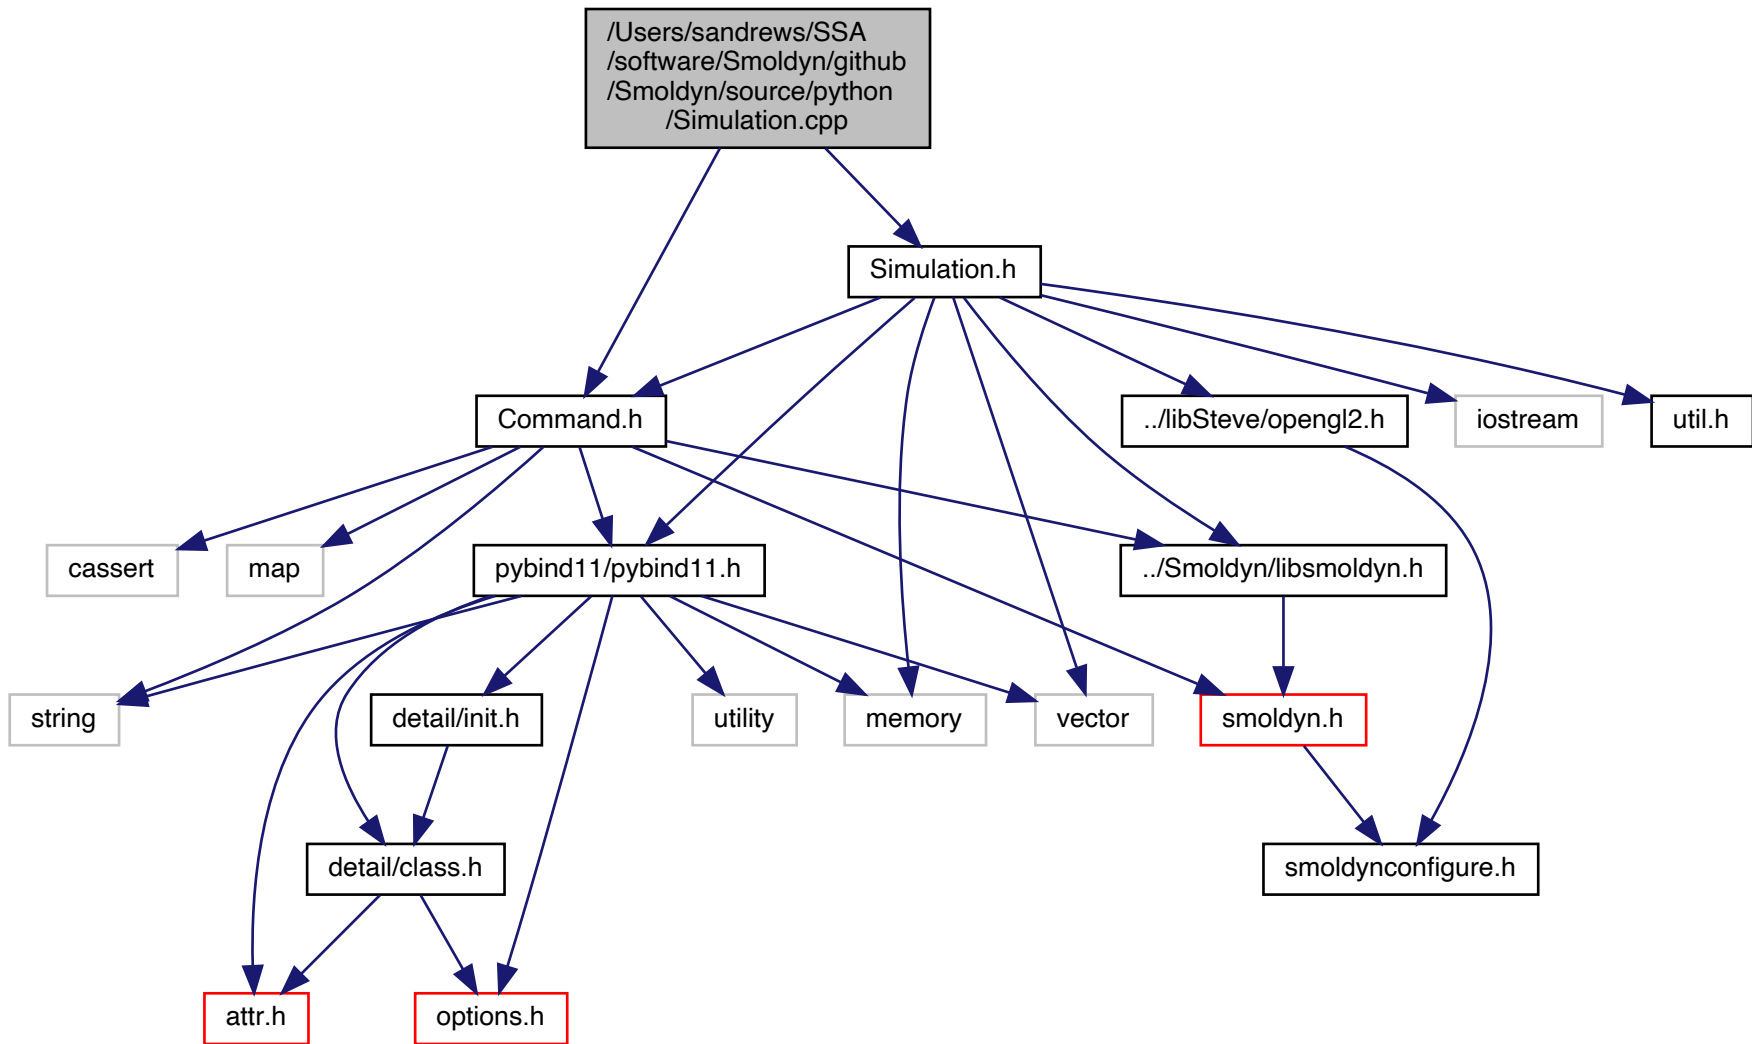 /Users/sandrews/SSA
/software/Smoldyn/github
/Smoldyn/source/python
/Simulation.cpp
Simulation.h
Command.h
../libSteve/opengl2.h
iostream
util.h
cassert
map
pybind11/pybind11.h
../Smoldyn/libsmoldyn.h
string
detail/init.h
utility
memory
vector
smoldyn.h
detail/class.h
smoldynconfigure.h
attr.h
options.h